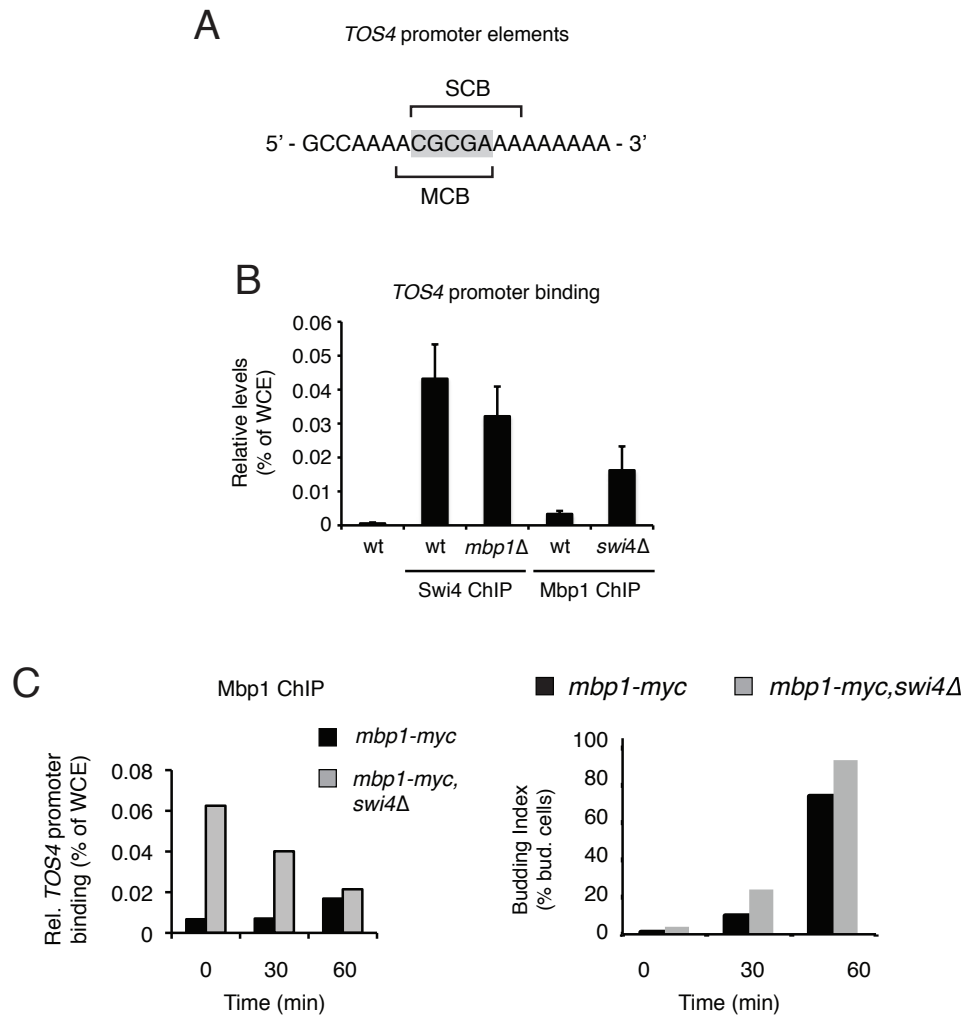 A
TOS4 promoter elements
SCB
5' - GCCAAAACGCGAAAAAAAAA - 3'
MCB
B
TOS4 promoter binding
Relative levels
(% of WCE)
0.06
0.05
0.04
0.03
0.02
0.01
0
wt wt mbp1Δ wt swi4Δ
Swi4 ChIP Mbp1 ChIP
C
Mbp1 ChIP
mbp1-myc
mbp1-myc,
swi4Δ
Rel. TOS4 promoter
binding (% of WCE)
0.08
0.06
0.04
0.02
0
0 30 60
Time (min)
mbp1-myc mbp1-myc,swi4Δ
Budding Index
(% bud. cells)
100
80
60
40
20
0
0 30 60
Time (min)